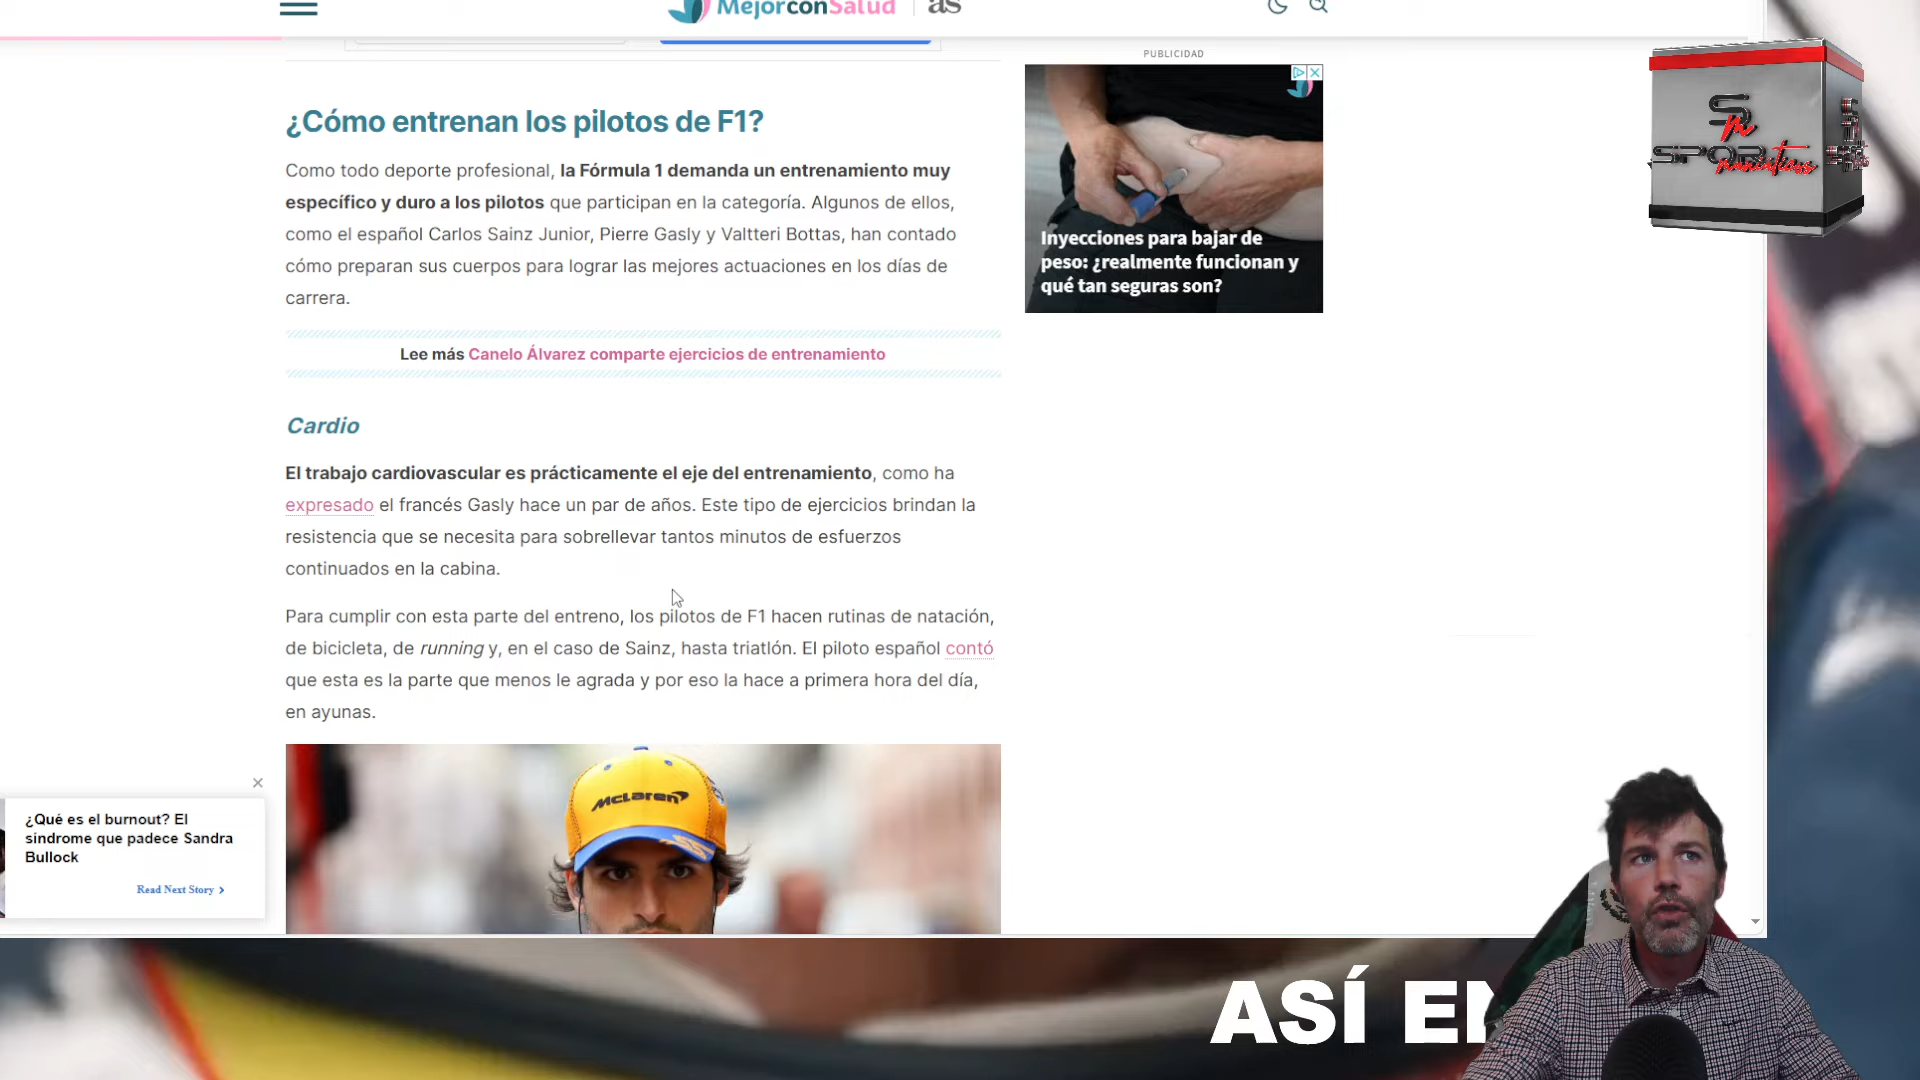 MejorconSalud as
PUBLICIDAD
¿Cómo entrenan los pilotos de F1?
Como todo deporte profesional, la Fórmula 1 demanda un entrenamiento muy
específico y duro a los pilotos que participan en la categoría. Algunos de ellos,
como el español Carlos Sainz Junior, Pierre Gasly y Valtteri Bottas, han contado
cómo preparan sus cuerpos para lograr las mejores actuaciones en los días de
carrera.
Lee más Canelo Álvarez comparte ejercicios de entrenamiento
Cardio
El trabajo cardiovascular es prácticamente el eje del entrenamiento, como ha
expresado el francés Gasly hace un par de años. Este tipo de ejercicios brindan la
resistencia que se necesita para sobrellevar tantos minutos de esfuerzos
continuados en la cabina.
Para cumplir con esta parte del entreno, los pilotos de F1 hacen rutinas de natación,
de bicicleta, de running y, en el caso de Sainz, hasta triatlón. El piloto español contó
que esta es la parte que menos le agrada y por eso la hace a primera hora del día,
en ayunas.
McLaren
Inyecciones para bajar de
peso: ¿realmente funcionan y
qué tan seguras son?
¿Qué es el burnout? El
síndrome que padece Sandra
Bullock
Read Next Story
ASÍ EN